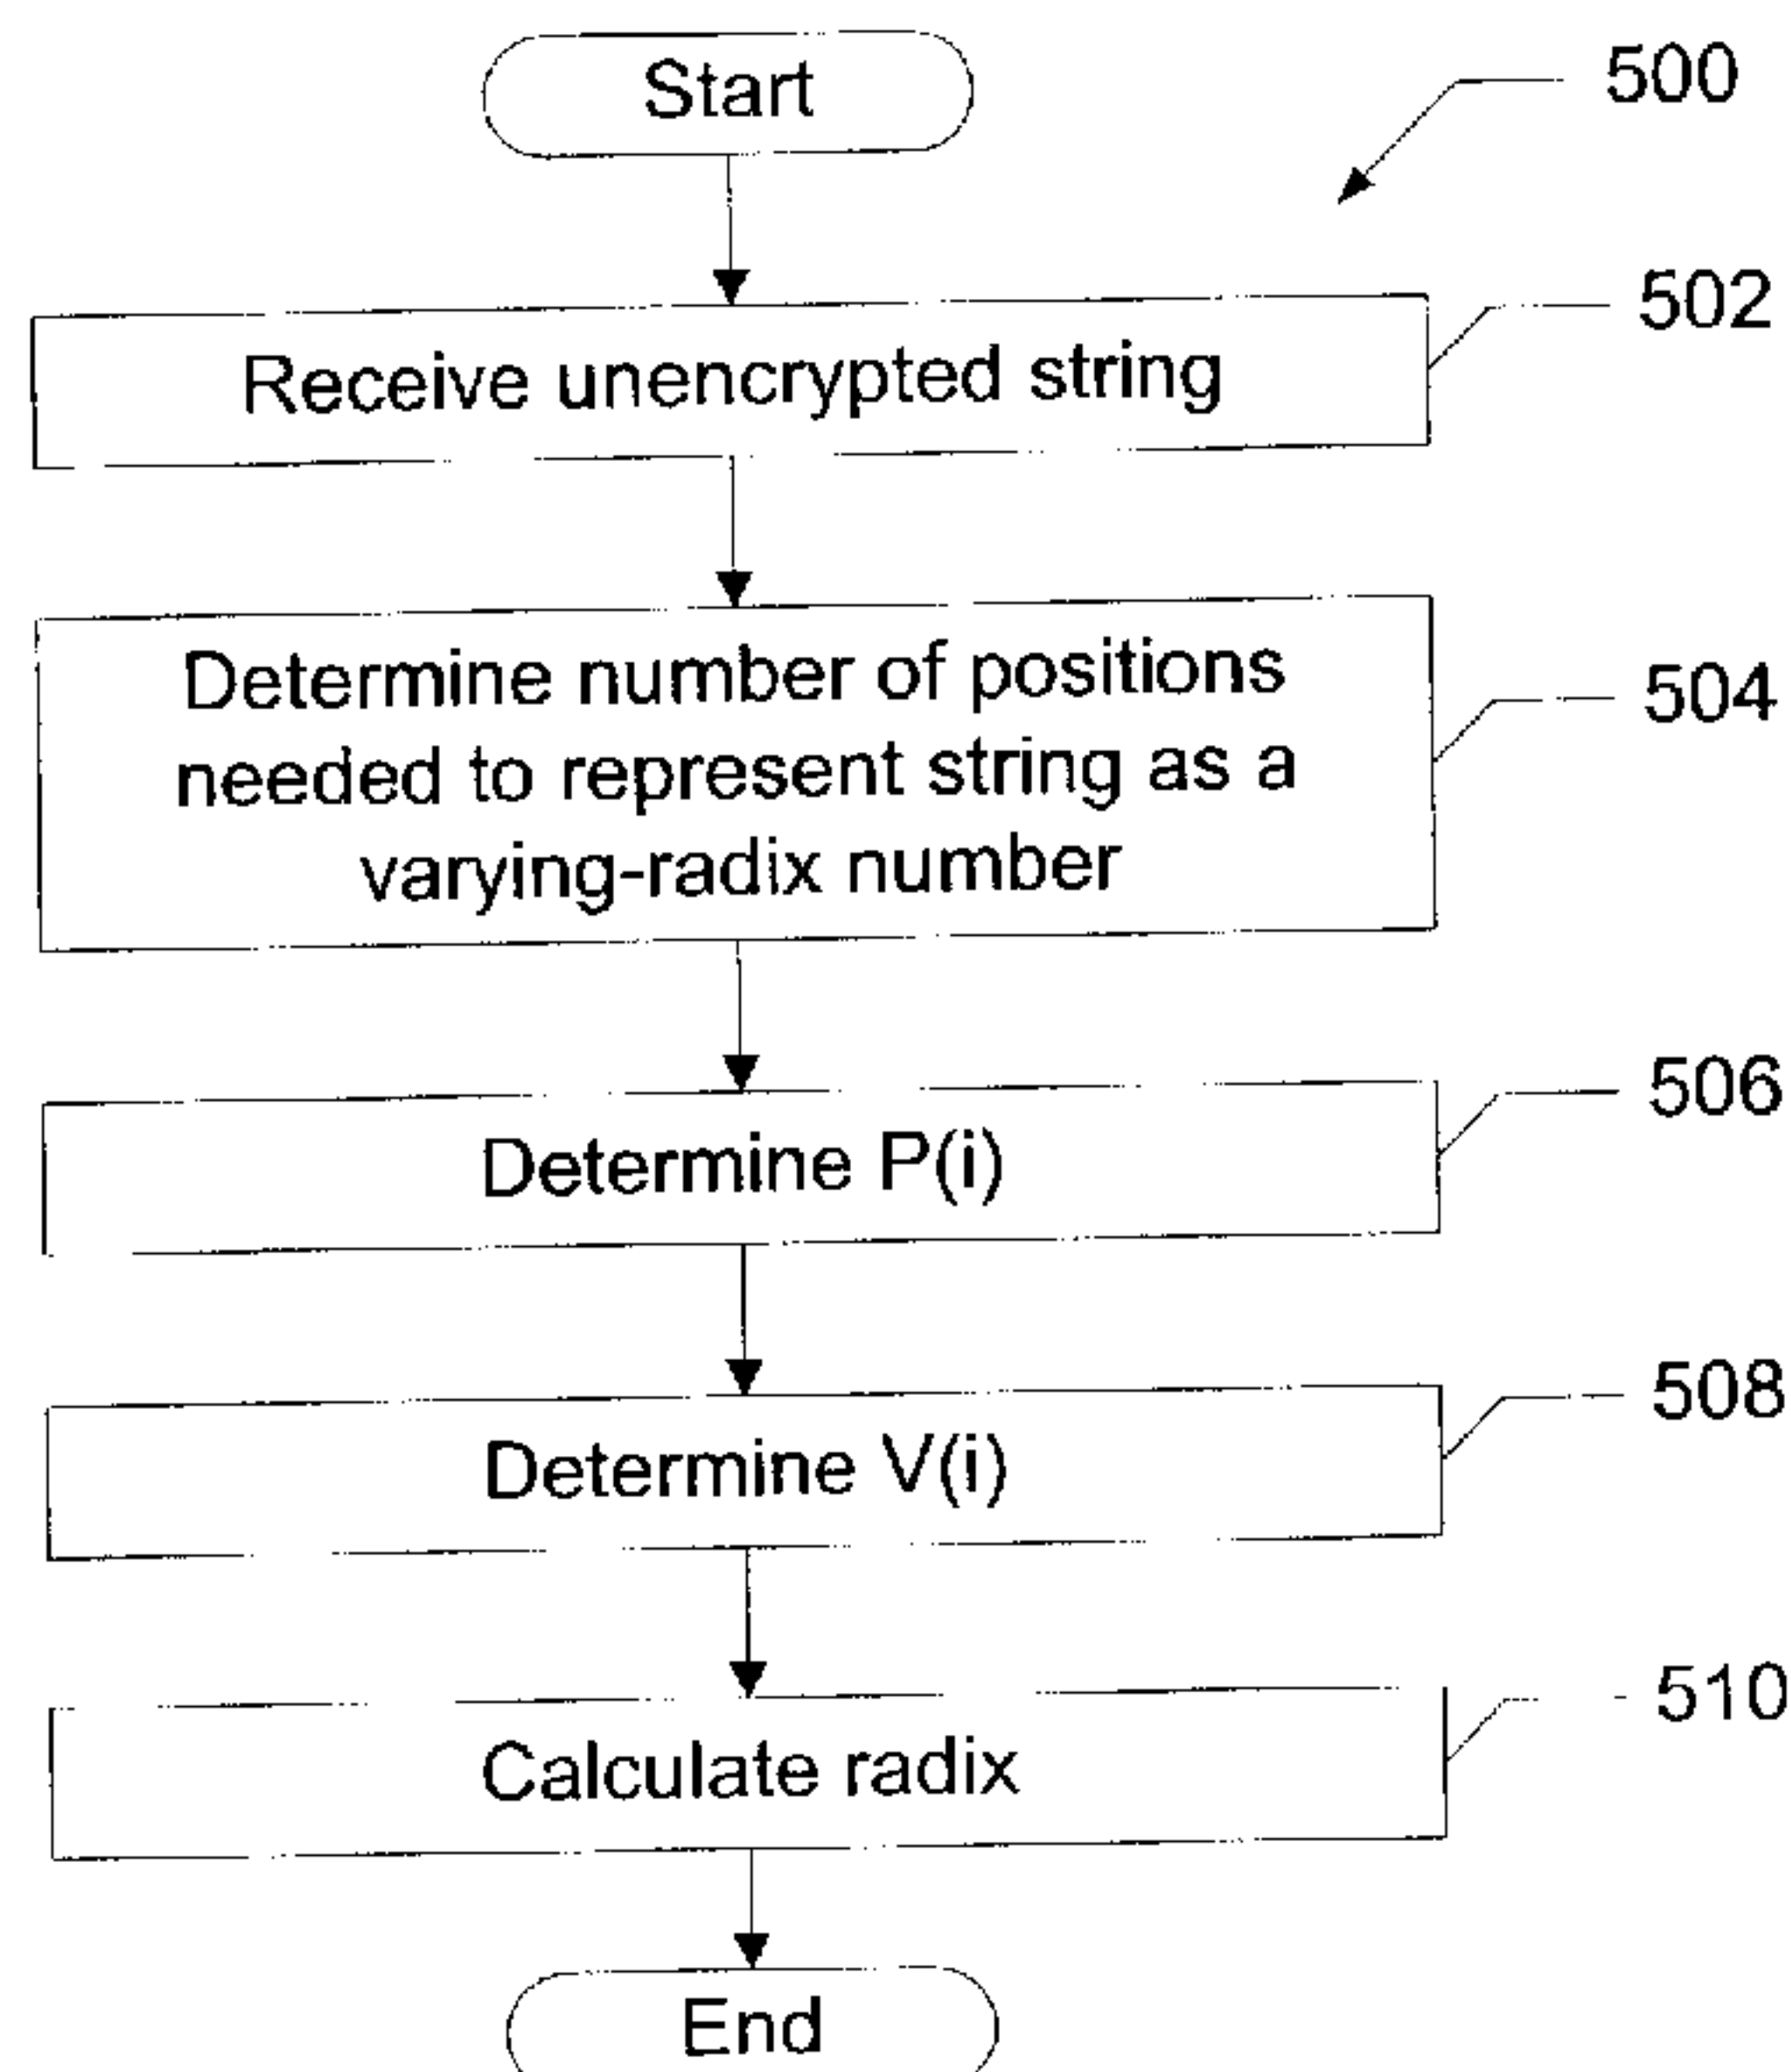 Start
500
Receive unencrypted string
502
Determine number of positions
needed to represent string as a
varying-radix number
504
Determine P(i)
506
Determine V(i)
508
Calculate radix
510
End